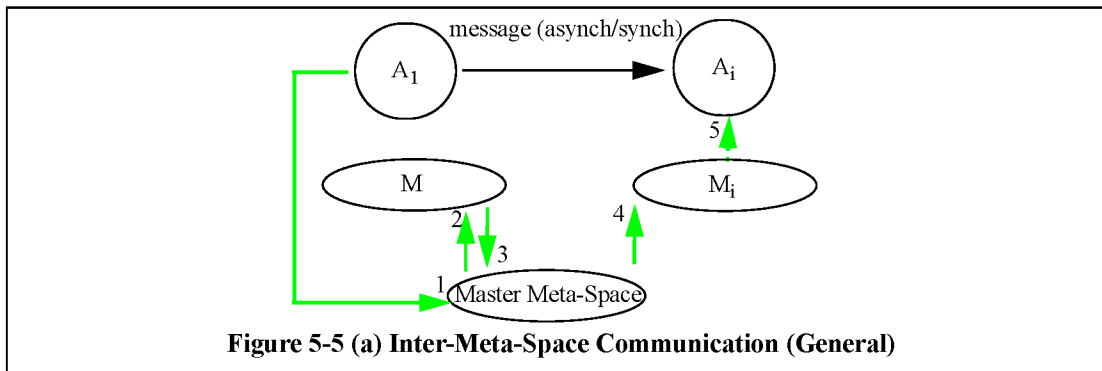 message (asynch/synch)
A1
Ai
5
M
Mi
2
4
3
1
Master Meta-Space
Figure 5-5 (a) Inter-Meta-Space Communication (General)